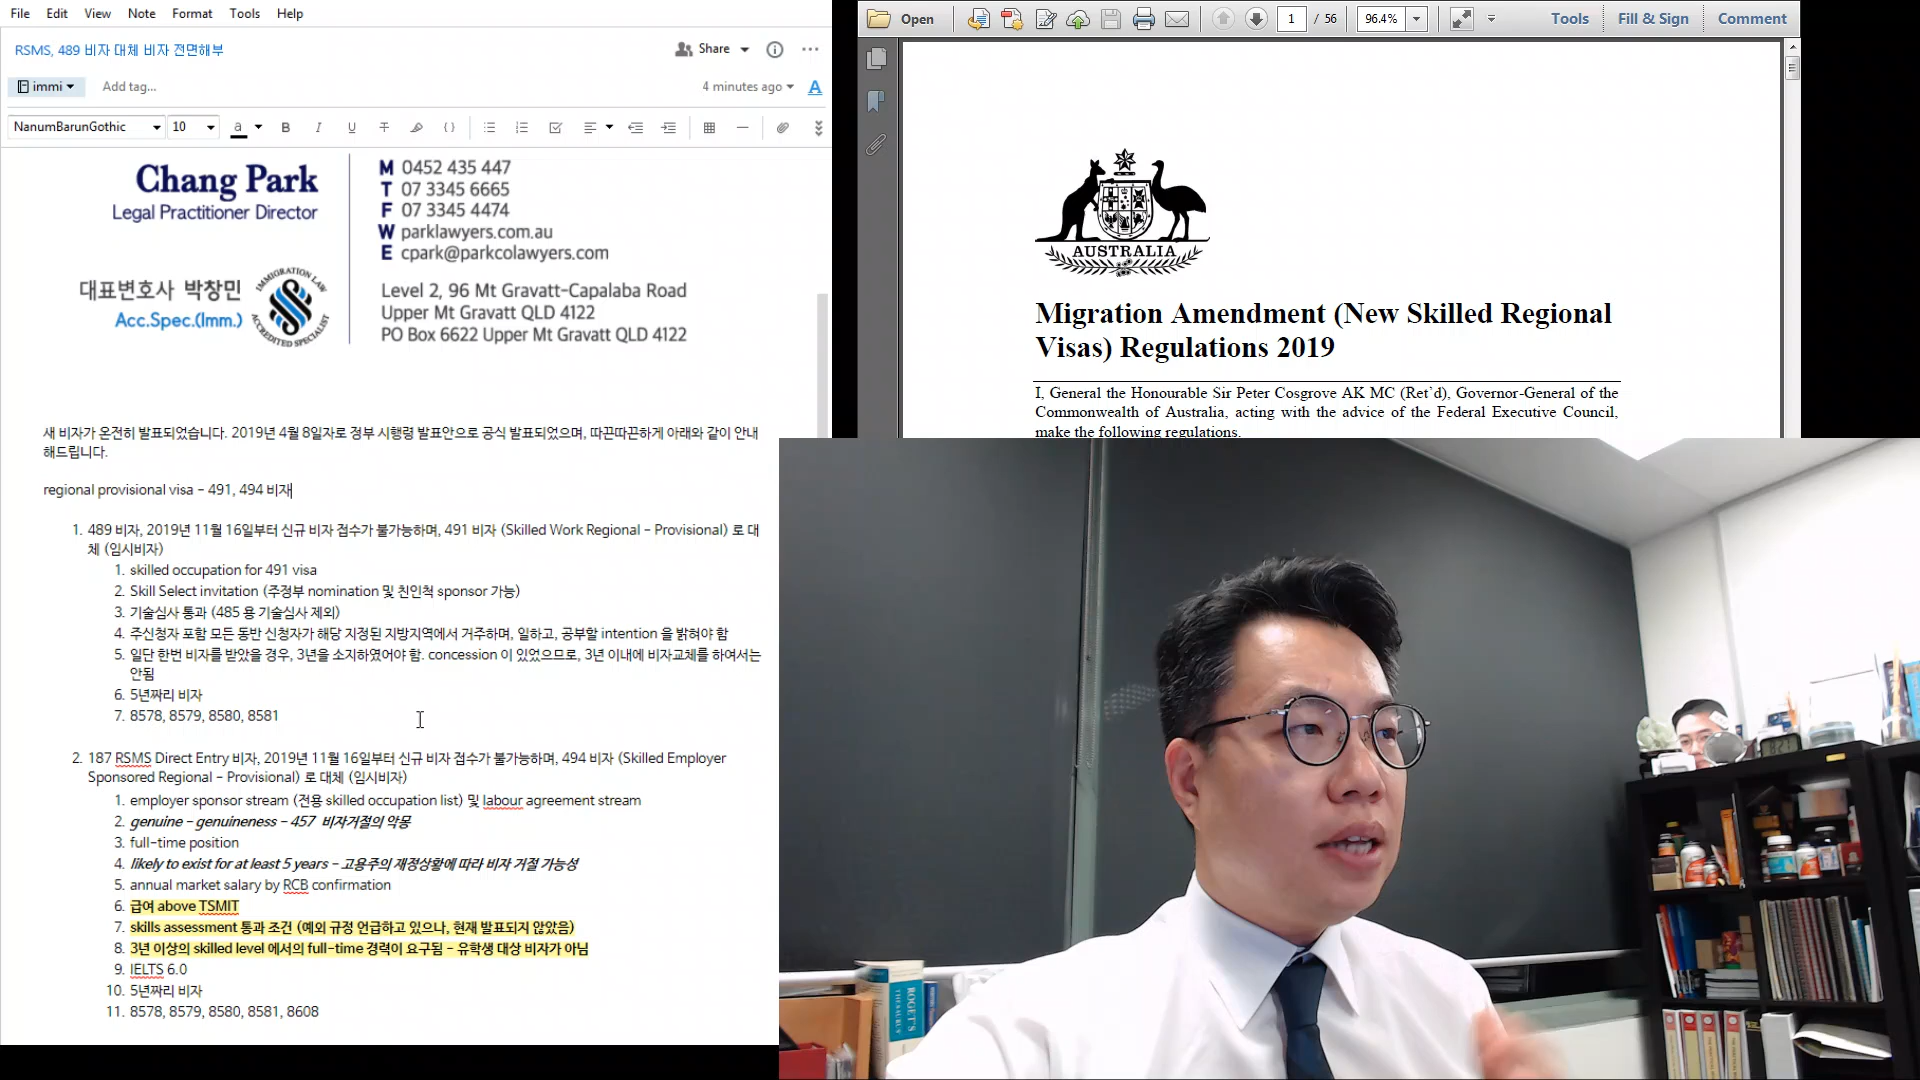 File Edit View Note Format Tools Help
RSMS, 489 비자 대체 비자 전면해부
Share
immi
Add tag...
4 minutes ago
NanumBarunGothic 10
Chang Park
Legal Practitioner Director
대표변호사 박창민
Acc.Spec.(Imm.)
IMMIGRATION LAW
ACCREDITED SPECIALIST
M 0452 435 447
T 07 3345 6665
F 07 3345 4474
W parklawyers.com.au
E cpark@parkcolawyers.com
Level 2, 96 Mt Gravatt-Capalaba Road
Upper Mt Gravatt QLD 4122
PO Box 6622 Upper Mt Gravatt QLD 4122
새 비자가 온전히 발표되었습니다. 2019년 4월 8일자로 정부 시행령 발표안으로 공식 발표되었으며, 따끈따끈하게 아래와 같이 안내
해드립니다.
regional provisional visa - 491, 494 비자
1. 489 비자, 2019년 11월 16일부터 신규 비자 접수가 불가능하며, 491 비자 (Skilled Work Regional - Provisional) 로 대
체 (임시비자)
1. skilled occupation for 491 visa
2. Skill Select invitation (주정부 nomination 및 친인척 sponsor 가능)
3. 기술심사 통과 (485 용 기술심사 제외)
4. 주신청자 포함 모든 동반 신청자가 해당 지정된 지방지역에서 거주하며, 일하고, 공부할 intention 을 밝혀야 함
5. 일단 한번 비자를 받았을 경우, 3년을 소지하였어야 함. concession 이 있었으므로, 3년 이내에 비자교체를 하여서는
안됨
6. 5년짜리 비자
7. 8578, 8579, 8580, 8581
2. 187 RSMS Direct Entry 비자, 2019년 11월 16일부터 신규 비자 접수가 불가능하며, 494 비자 (Skilled Employer
Sponsored Regional - Provisional) 로 대체 (임시비자)
1. employer sponsor stream (전용 skilled occupation list) 및 labour agreement stream
2. genuine - genuineness - 457 비자거절의 악몽
3. full-time position
4. likely to exist for at least 5 years - 고용주의 재정상황에 따라 비자 거절 가능성
5. annual market salary by RCB confirmation
6. 급여 above TSMIT
7. skills assessment 통과 조건 (예외 규정 언급하고 있으나, 현재 발표되지 않았음)
8. 3년 이상의 skilled level 에서의 full-time 경력이 요구됨 - 유학생 대상 비자가 아님
9. IELTS 6.0
10. 5년짜리 비자
11. 8578, 8579, 8580, 8581, 8608
Open 1 / 56 96.4% Tools Fill & Sign Comment
AUSTRALIA
Migration Amendment (New Skilled Regional
Visas) Regulations 2019
I, General the Honourable Sir Peter Cosgrove AK MC (Ret'd), Governor-General of the
Commonwealth of Australia, acting with the advice of the Federal Executive Council,
make the following regulations.
ROGET'S
THESAURUS